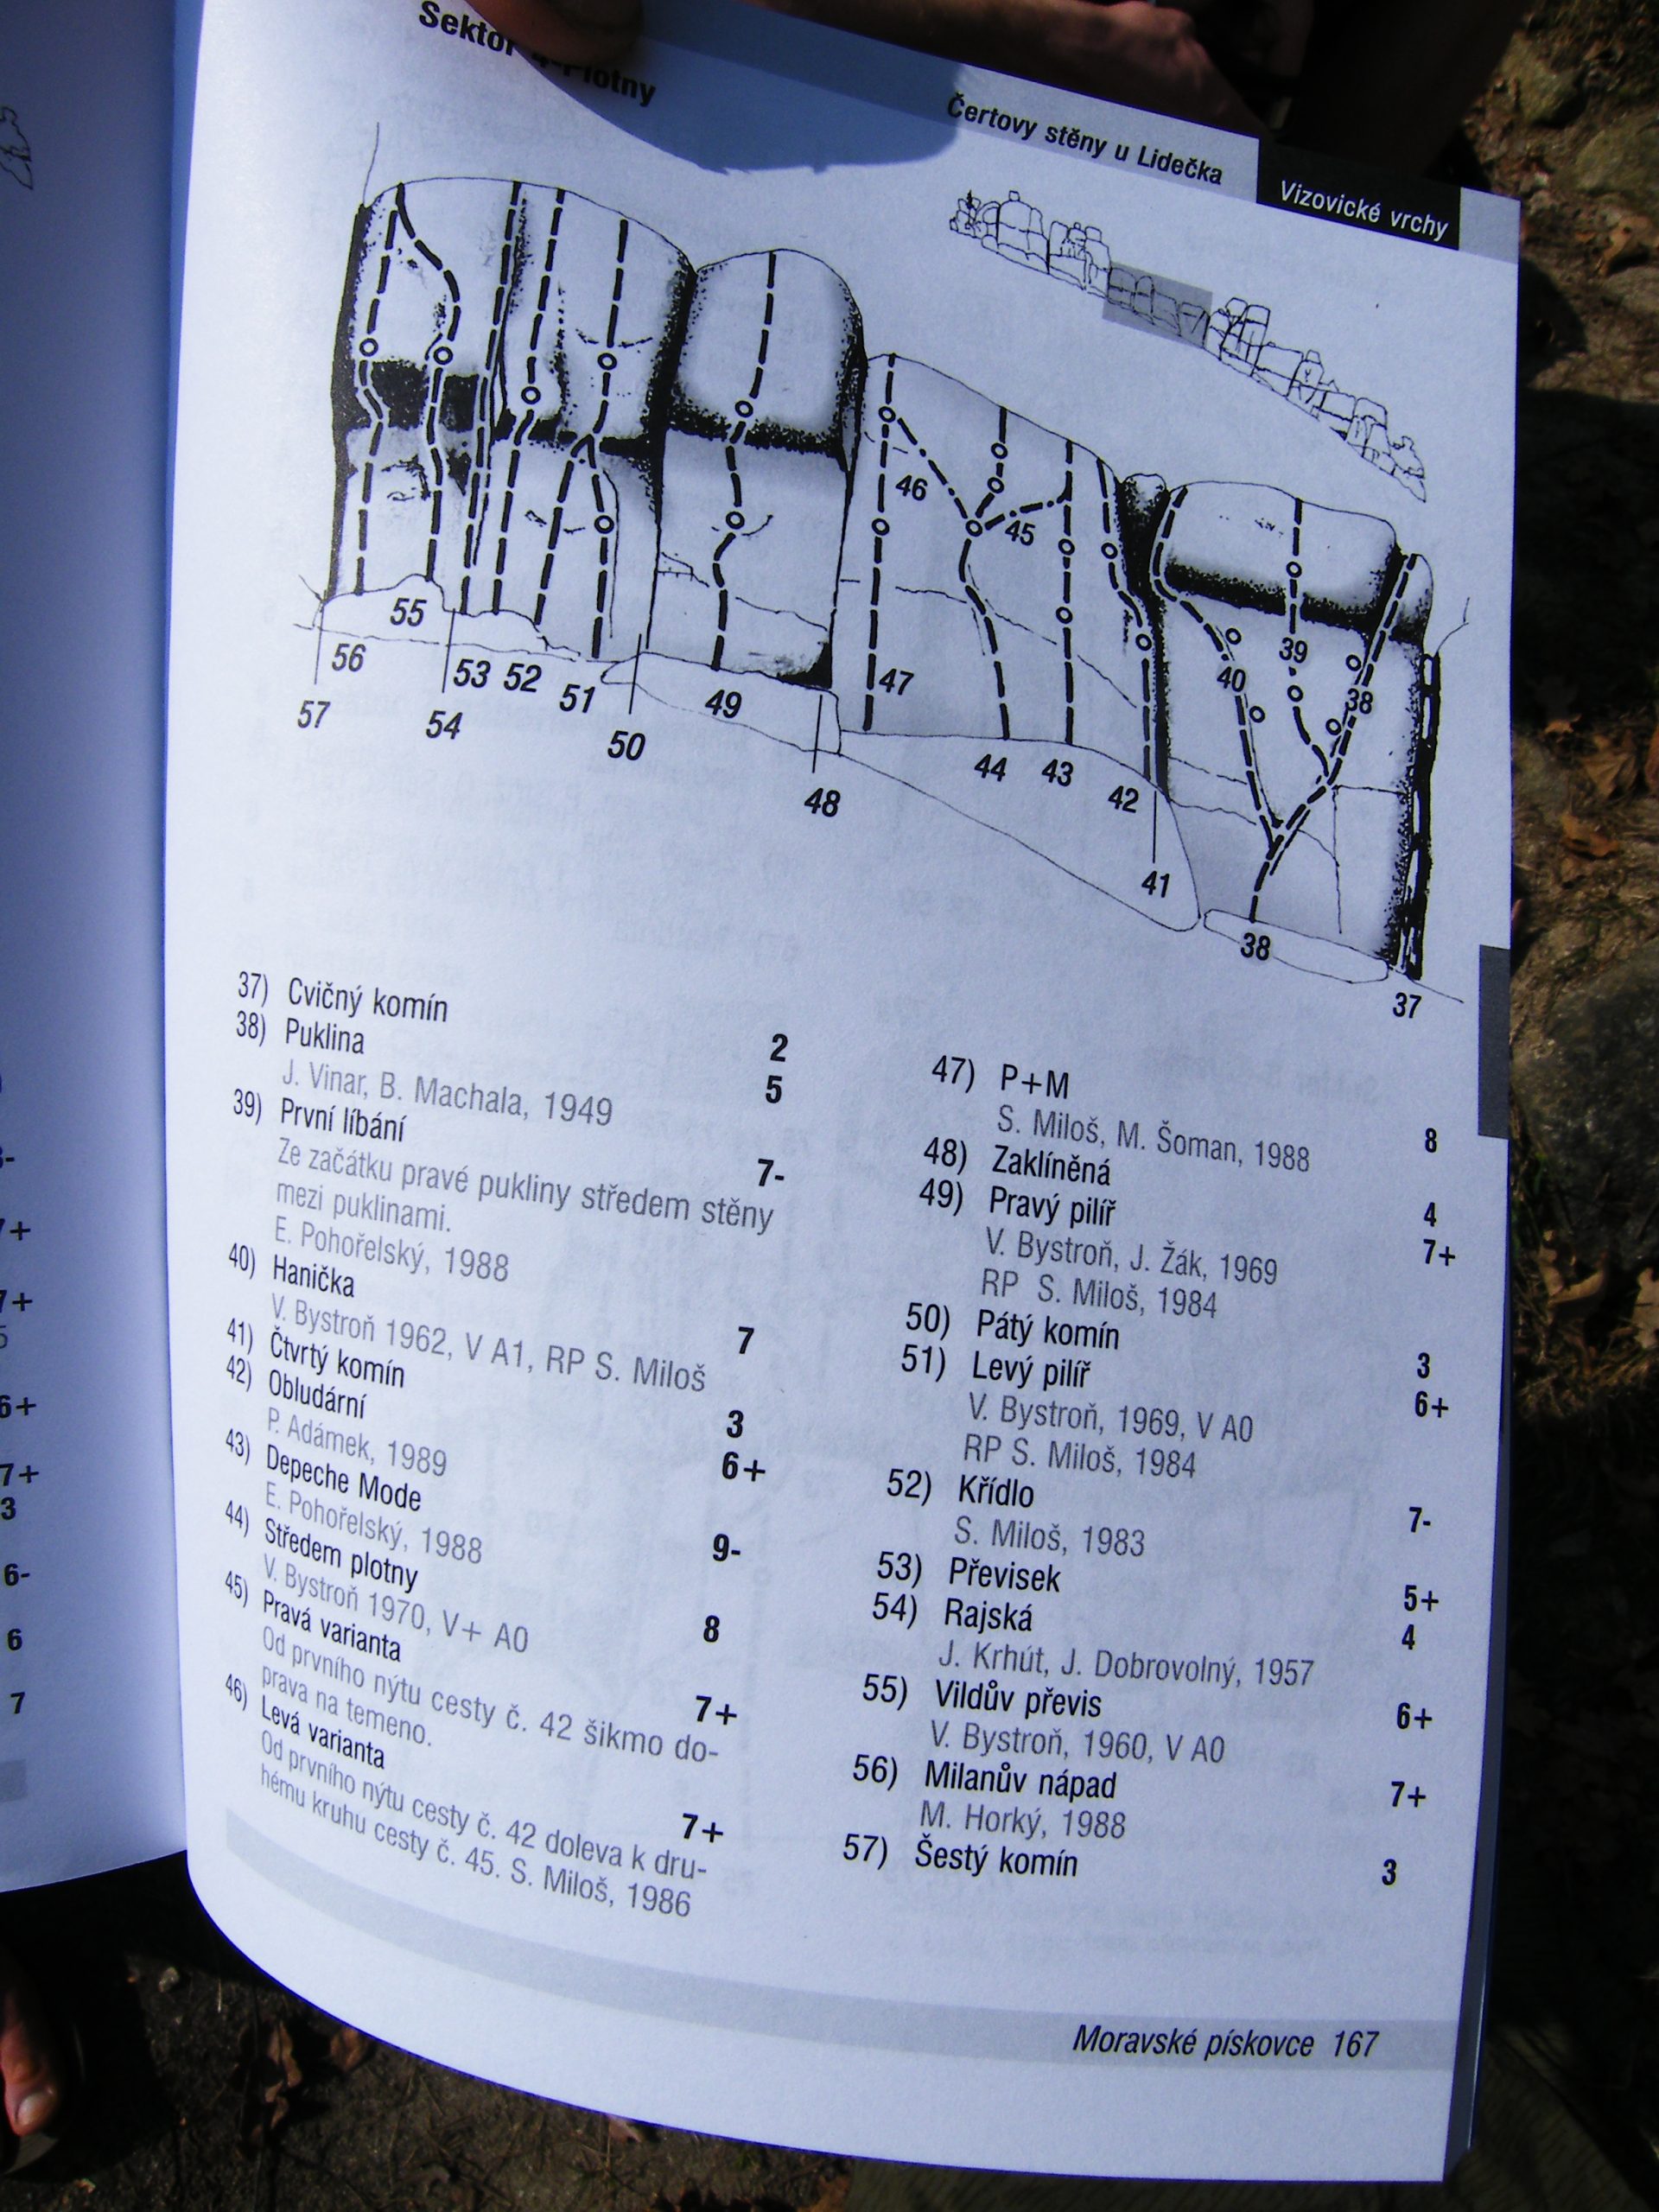 Sektor
Plotny
Čertovy stěny u Lidečka
Vizovické vrchy
46
45
47
55
56
53
52
51
49
57
54
50
48
44
43
42
41
40
39
38
38
37
37) Cvičný komín 2
38) Puklina 5
J. Vinar, B. Machala, 1949
39) První líbání 7-
Ze začátku pravé pukliny středem stěny
mezi puklinami.
E. Pohořelský, 1988
40) Hanička 7
V. Bystroň 1962, V A1, RP S. Miloš
41) Čtvrtý komín 3
42) Obludární 6+
P. Adámek, 1989
43) Depeche Mode 9-
E. Pohořelský, 1988
44) Středem plotny 8
V. Bystroň 1970, V+ A0
45) Pravá varianta 7+
Od prvního nýtu cesty č. 42 šikmo do-
prava na temeno.
46) Levá varianta 7+
Od prvního nýtu cesty č. 42 doleva k dru-
hému kruhu cesty č. 45. S. Miloš, 1986
47) P+M 8
S. Miloš, M. Šoman, 1988
48) Zaklíněná 4
49) Pravý pilíř 7+
V. Bystroň, J. Žák, 1969
RP S. Miloš, 1984
50) Pátý komín 3
51) Levý pilíř 6+
V. Bystroň, 1969, V A0
RP S. Miloš, 1984
52) Křídlo 7-
S. Miloš, 1983
53) Převisek 5+
54) Rajská 4
J. Krhút, J. Dobrovolný, 1957
55) Vildův převis 6+
V. Bystroň, 1960, V A0
56) Milanův nápad 7+
M. Horký, 1988
57) Šestý komín 3
Moravské pískovce 167
7+
7+
6+
7+
3
6-
6
7